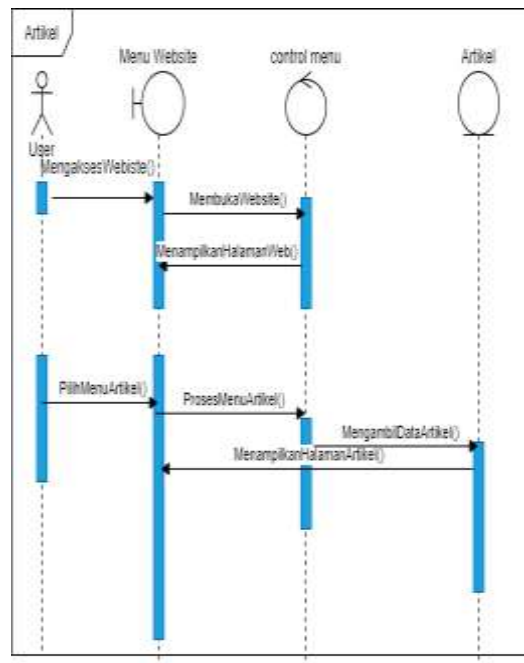 Artikel
Menu Website
control menu
Artikel
User
MengaksesWebiste()
MembukaWebsite()
MenampilkanHalamanWeb()
PilihMenuArtikel()
ProsesMenuArtikel()
MengambilDataArtikel()
MenampilkanHalamanArtikel()